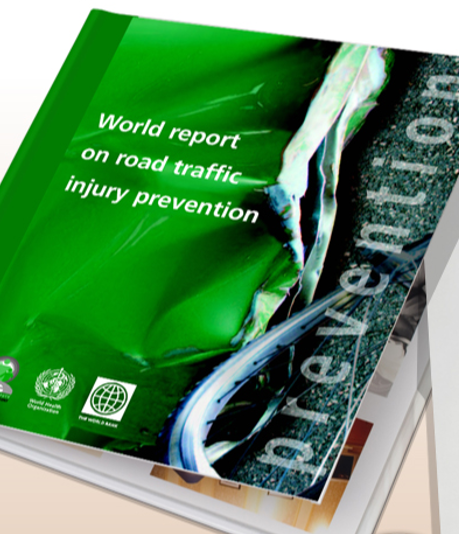 World report
on road traffic
injury prevention
prevention
World Health
Organization
THE WORLD BANK